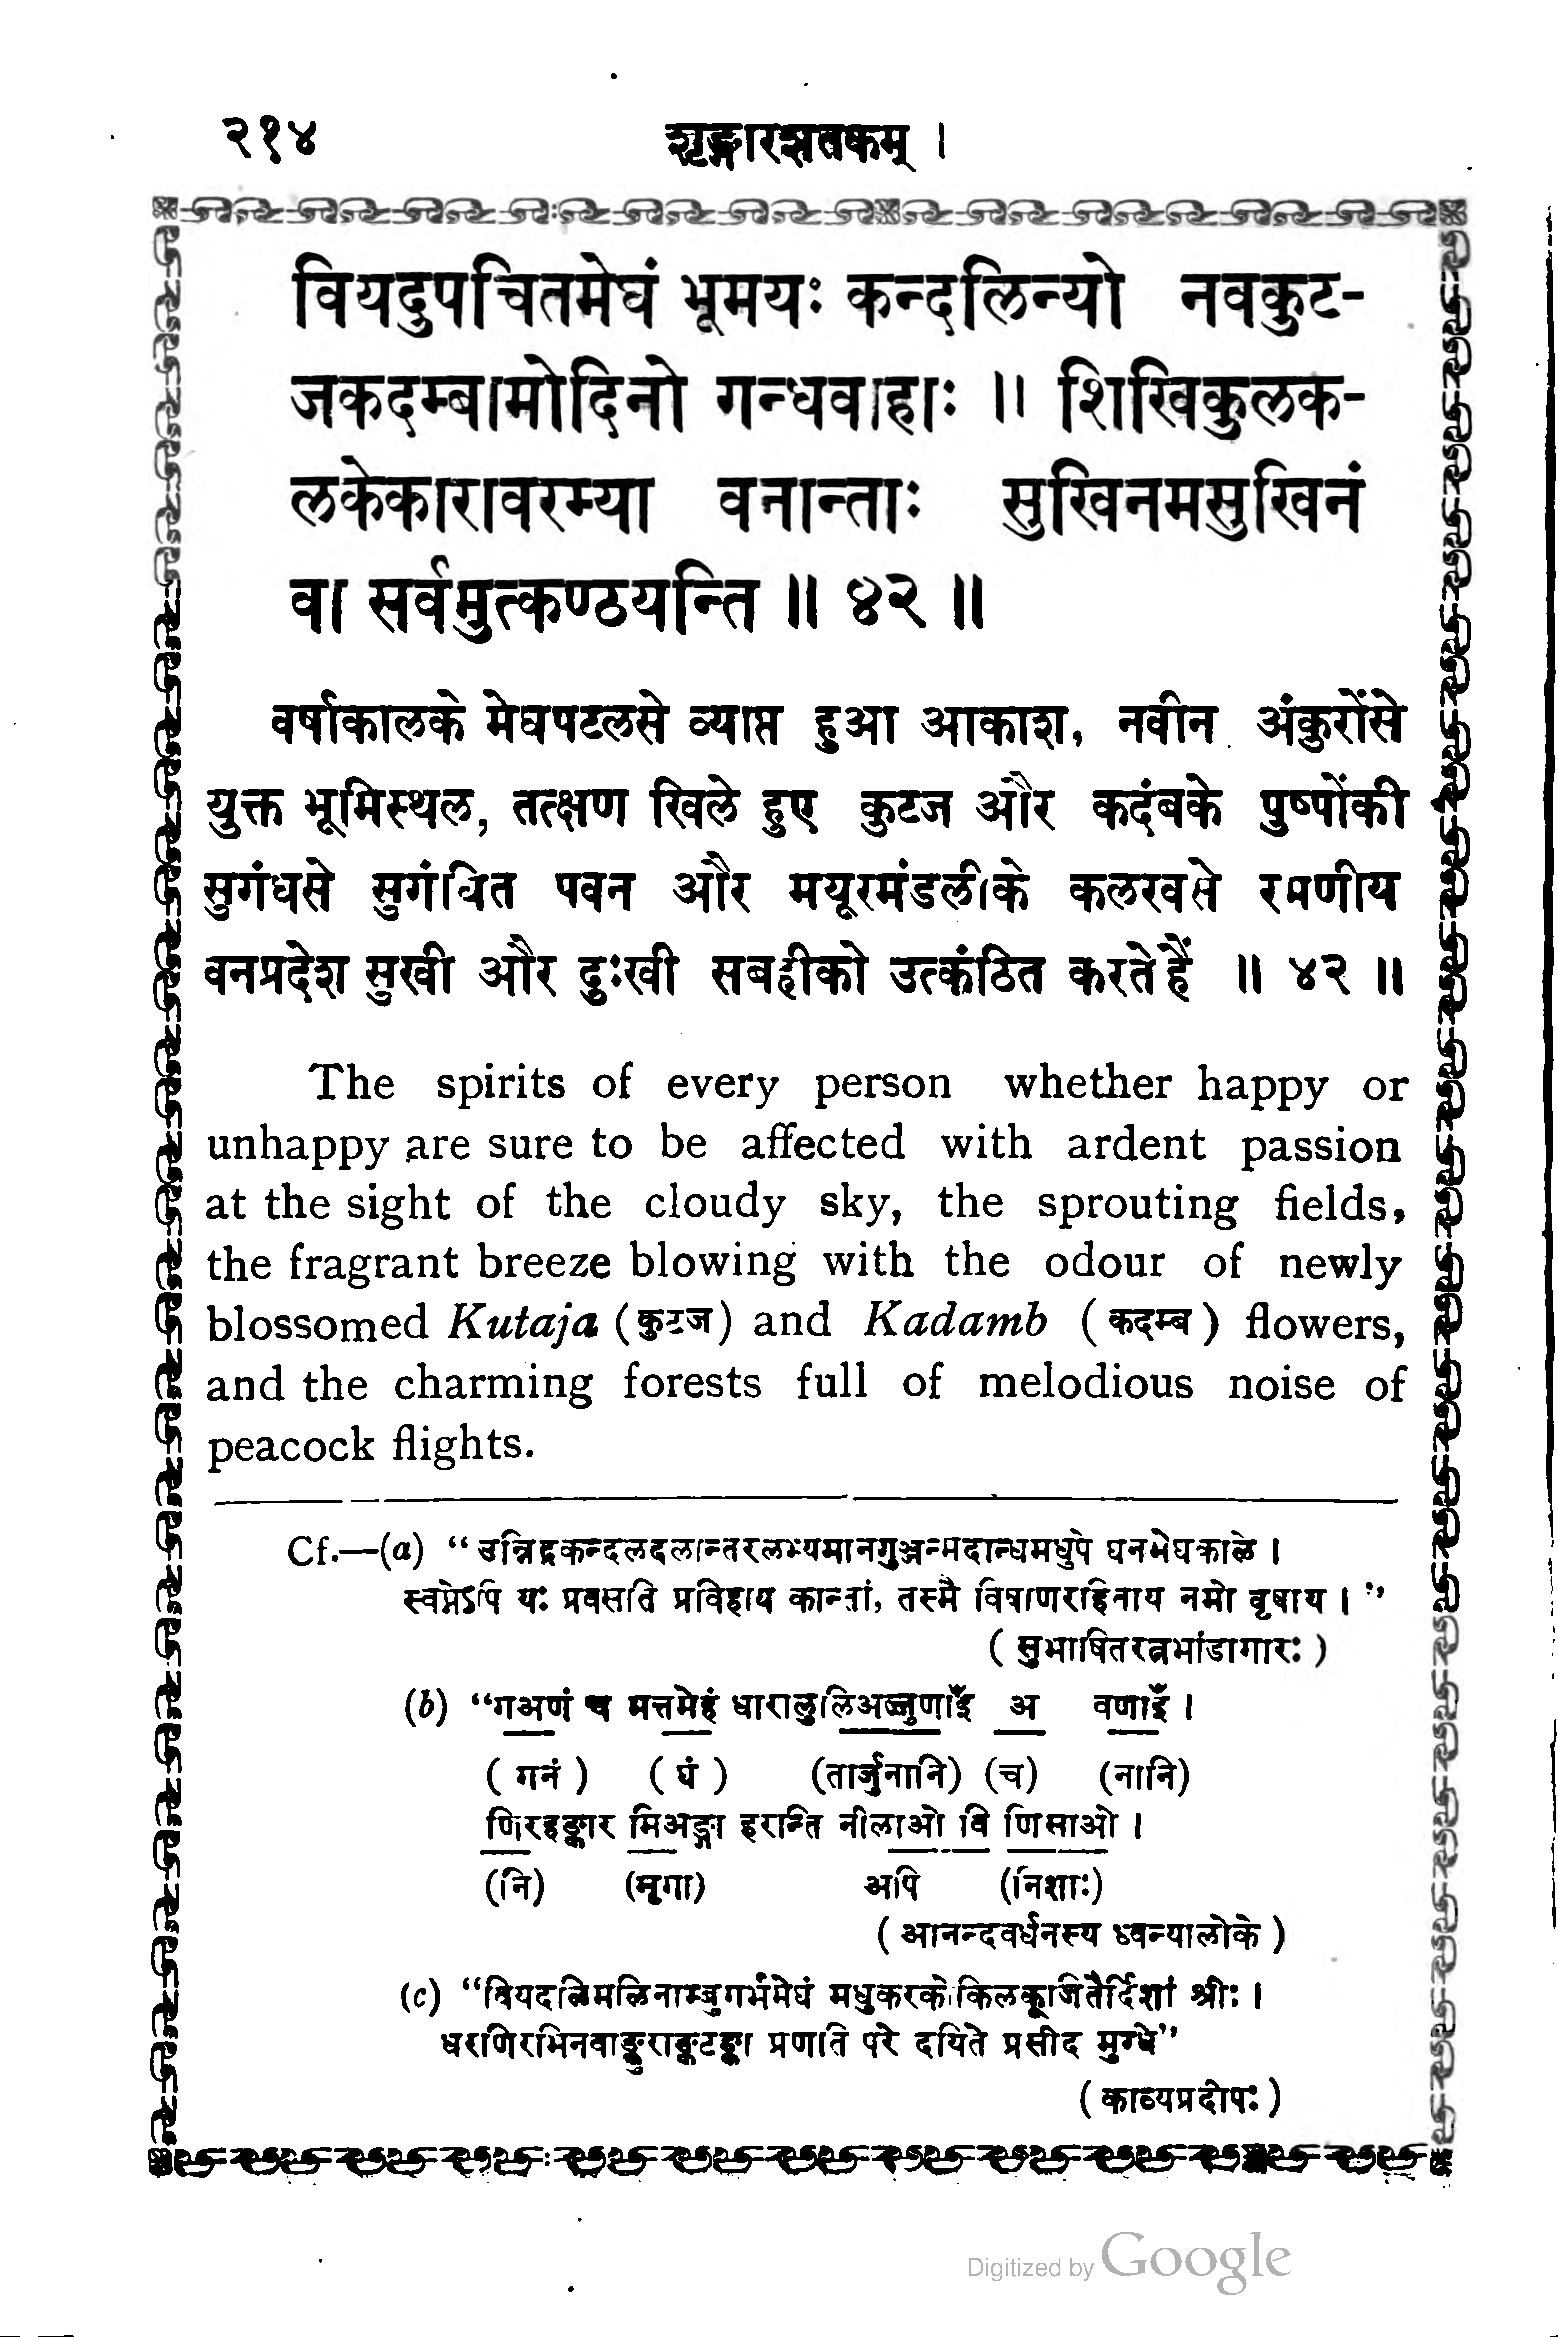 २१४ शृङ्गारशतकम् ।
वियदुपचितमेघं भूमयः कन्दलिन्यो नवकुट-
जकदम्बामोदिनो गन्धवाहाः ॥ शिखिकुलक-
लकेकारावरम्या वनान्ताः सुखिनमसुखिनं
वा सर्वमुत्कण्ठयन्ति ॥ ४२ ॥
वर्षाकालके मेघपटलसे व्याप्त हुआ आकाश, नवीन अंकुरोंसे
युक्त भूमिस्थल, तत्क्षण खिले हुए कुटज और कदंबके पुष्पोंकी
सुगंधसे सुगंधित पवन और मयूरमंडलीके कलरवसे रमणीय
वनप्रदेश सुखी और दुःखी सबहीको उत्कंठित करतेहैं ॥ ४२ ॥
The spirits of every person whether happy or
unhappy are sure to be affected with ardent passion
at the sight of the cloudy sky, the sprouting fields,
the fragrant breeze blowing with the odour of newly
blossomed Kutaja (कुटज) and Kadamb (कदम्ब) flowers,
and the charming forests full of melodious noise of
peacock flights.
Cf.—(a) “उन्निद्रकन्दलदलान्तरलभ्यमानगुञ्जन्मदान्धमधुपे घनमेघकाले ।
स्वप्नेऽपि यः प्रवसति प्रविहाय कान्तां, तस्मै विषाणरहिताय नमो वृषाय ।”
( सुभाषितरत्नभांडागारः )
(b) “गअणं च मत्तमेहं धारालुलिअज्जुणाइँ अ वणाइँ ।
( गनं ) ( घं ) (तार्जुनानि) (च) (नानि)
णिरहङ्कार मिअङ्का हरन्ति नीलाओ वि णिसाओ ।
(नि) (मृगा) अपि (निशाः)
( आनन्दवर्धनस्य ध्वन्यालोके )
(c) “वियदलिमलिनाम्बुगर्भमेघं मधुकरकोकिलकूजितैर्दिशां श्रीः ।
धरणिरभिनवाङ्कुराङ्कटङ्का प्रणति परे दयिते प्रसीद मुग्धे”
( काव्यप्रदीपः )
Digitized by Google